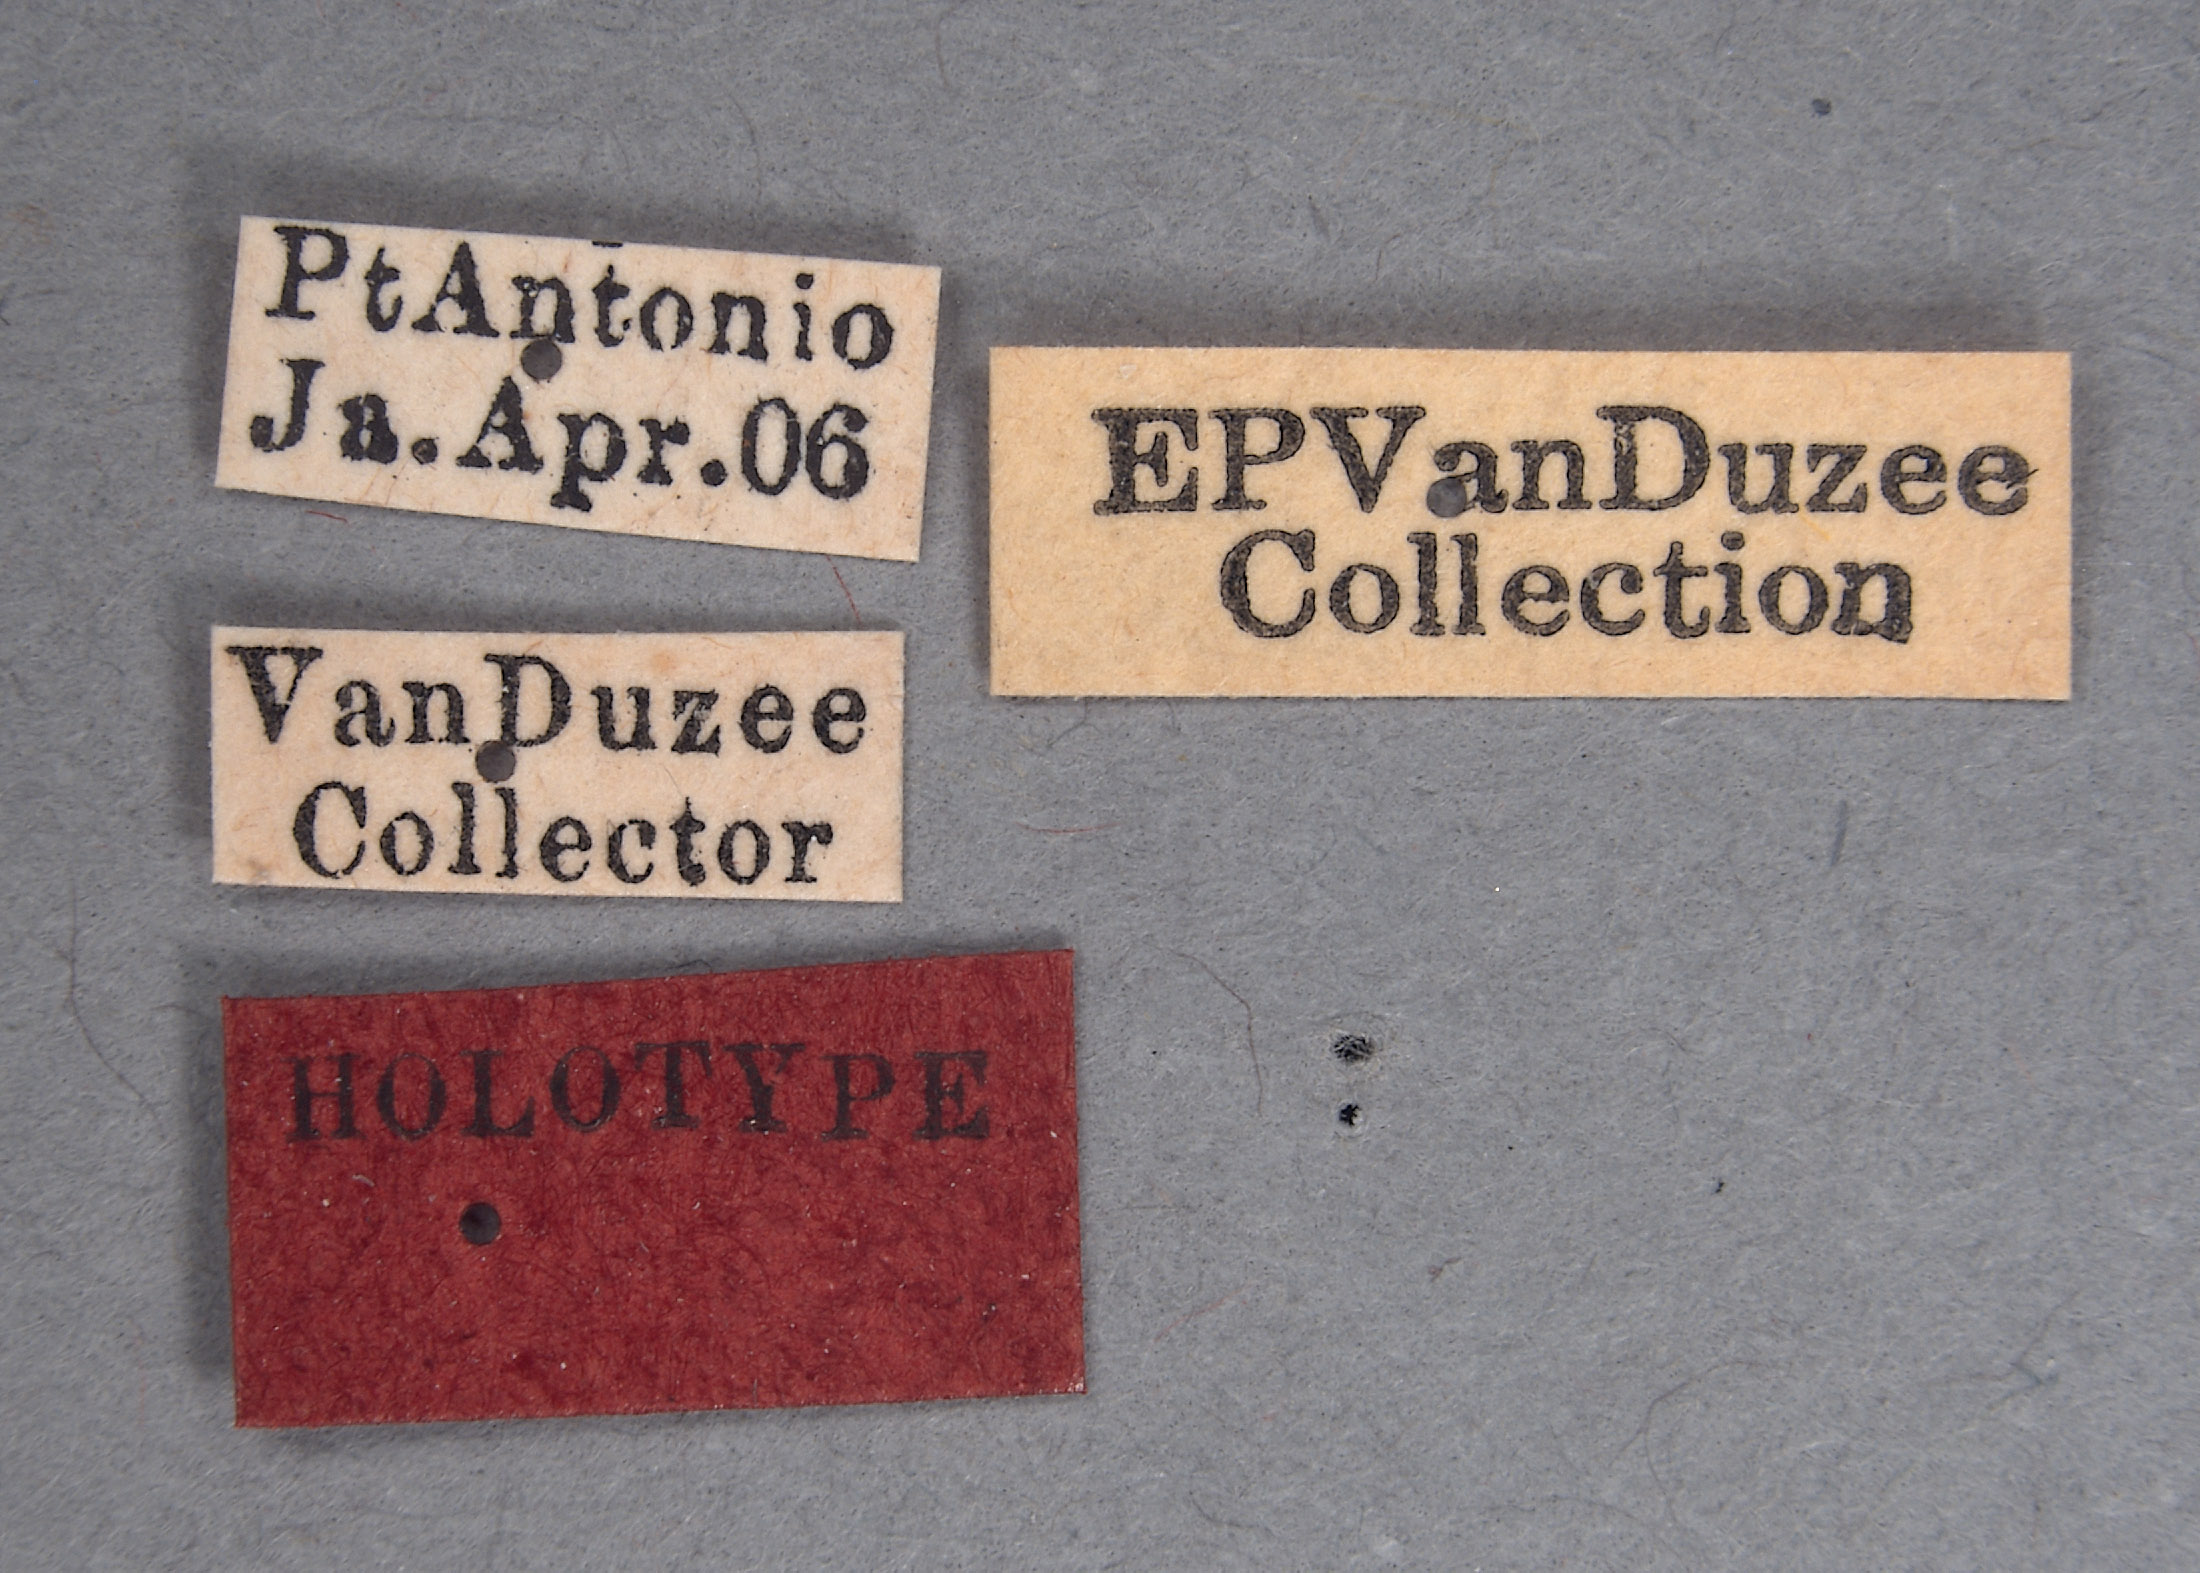 PtAntonio
Ja.Apr.06
EPVanDuzee
Collection
VanDuzee
Collector
HOLOTYPE